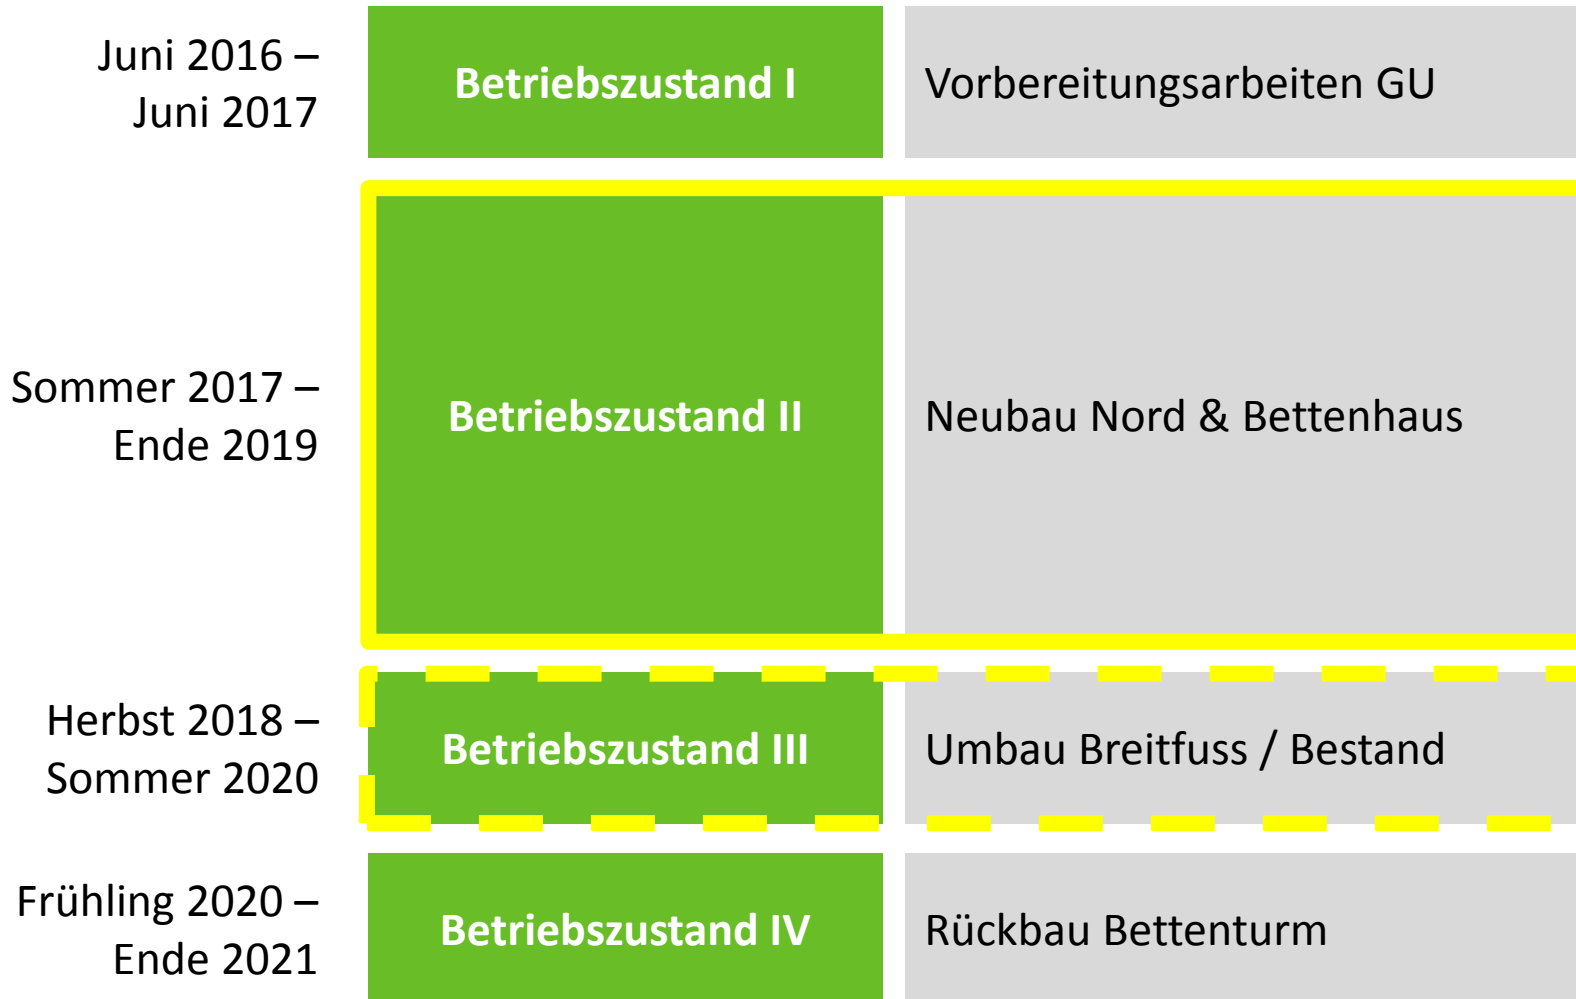 Juni 2016 –
Juni 2017
Betriebszustand I
Vorbereitungsarbeiten GU
Sommer 2017 –
Ende 2019
Betriebszustand II
Neubau Nord & Bettenhaus
Herbst 2018 –
Sommer 2020
Betriebszustand III
Umbau Breitfuss / Bestand
Frühling 2020 –
Ende 2021
Betriebszustand IV
Rückbau Bettenturm